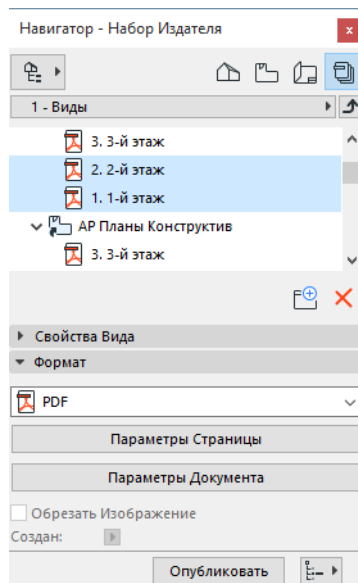 Навигатор - Набор Издателя
1 - Виды
3. 3-й этаж
2. 2-й этаж
1. 1-й этаж
АР Планы Конструктив
3. 3-й этаж
Свойства Вида
Формат
PDF
Параметры Страницы
Параметры Документа
Обрезать Изображение
Создан:
Опубликовать